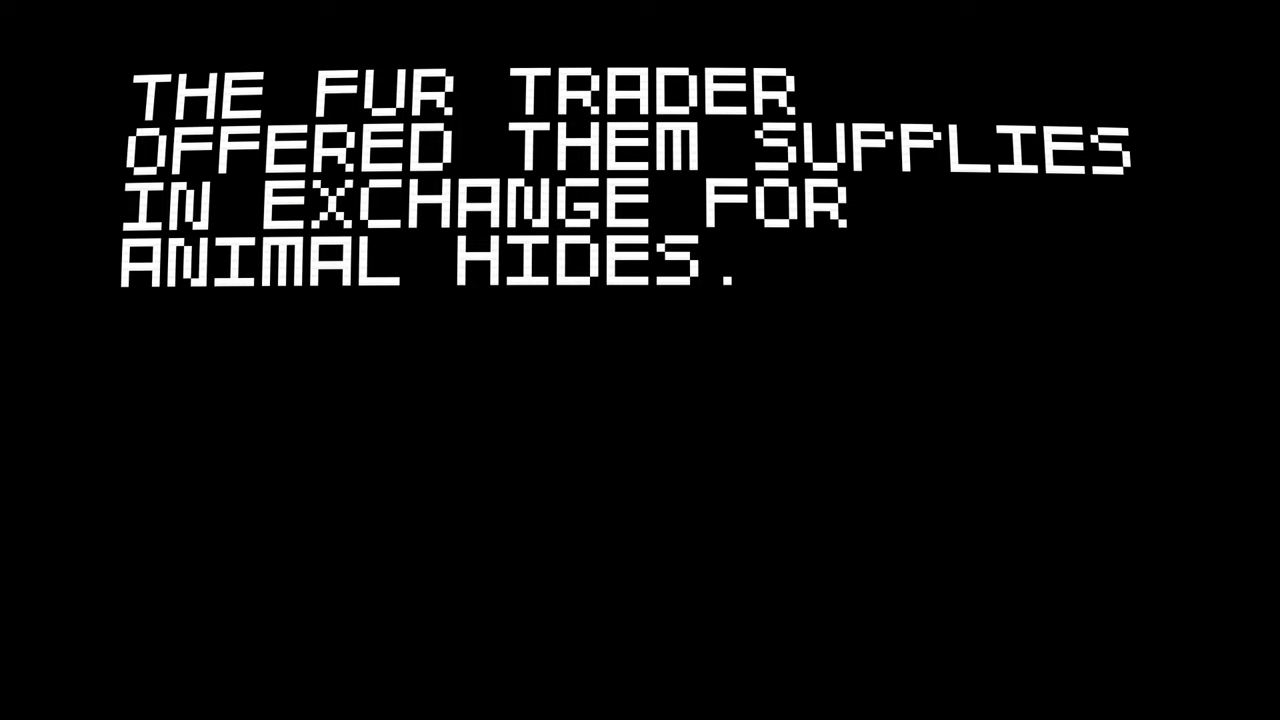 THE FUR TRADER
OFFERED THEM SUPPLIES
IN EXCHANGE FOR
ANIMAL HIDES.